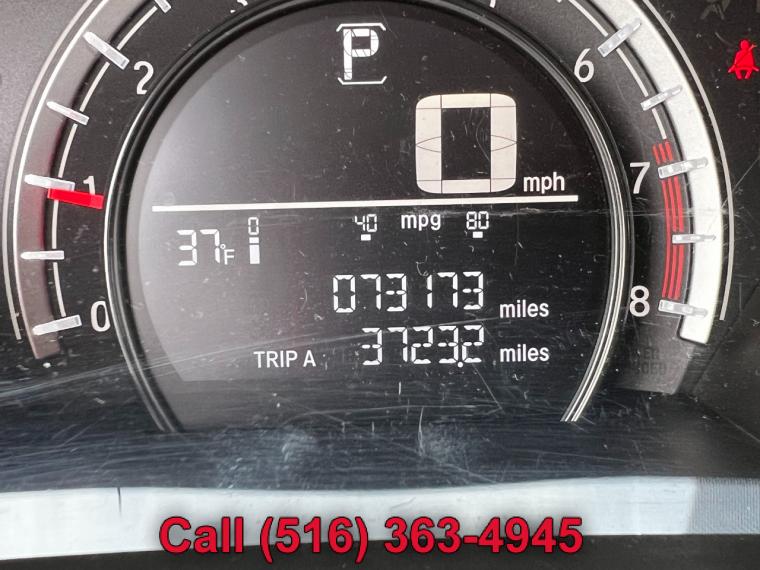 P
2
6
0
mph
1
7
0 40 mpg 80
37°F
073173 miles
0
8
TRIP A 3723.2 miles
Call (516) 363-4945